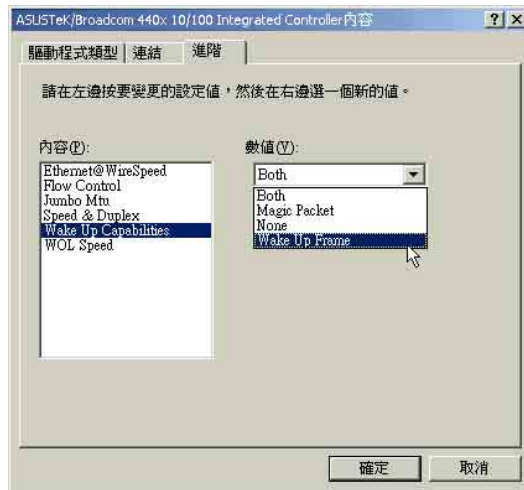 ASUSTeK/Broadcom 440x 10/100 Integrated Controller內容
驅動程式類型 連結 進階
請在左邊按要變更的設定值，然後在右邊選一個新的值。
內容(P):
Ethernet@WireSpeed
Flow Control
Jumbo Mtu
Speed & Duplex
Wake Up Capabilities
WOL Speed
數值(V):
Both
Both
Magic Packet
None
Wake Up Frame
確定 取消